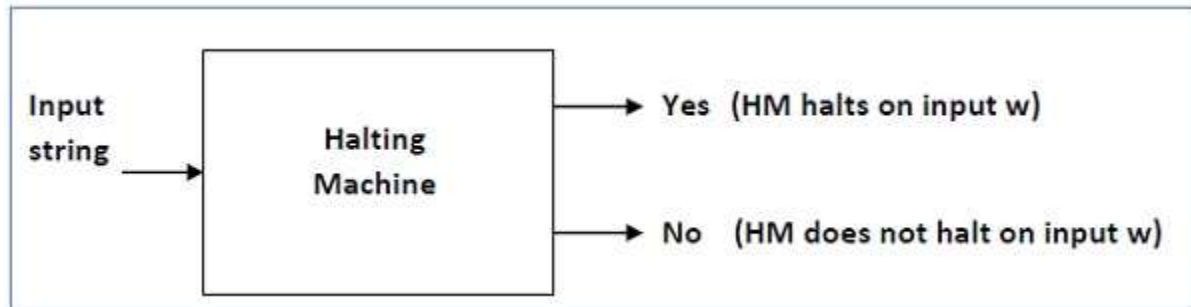 Input
string
Halting
Machine
Yes (HM halts on input w)
No (HM does not halt on input w)